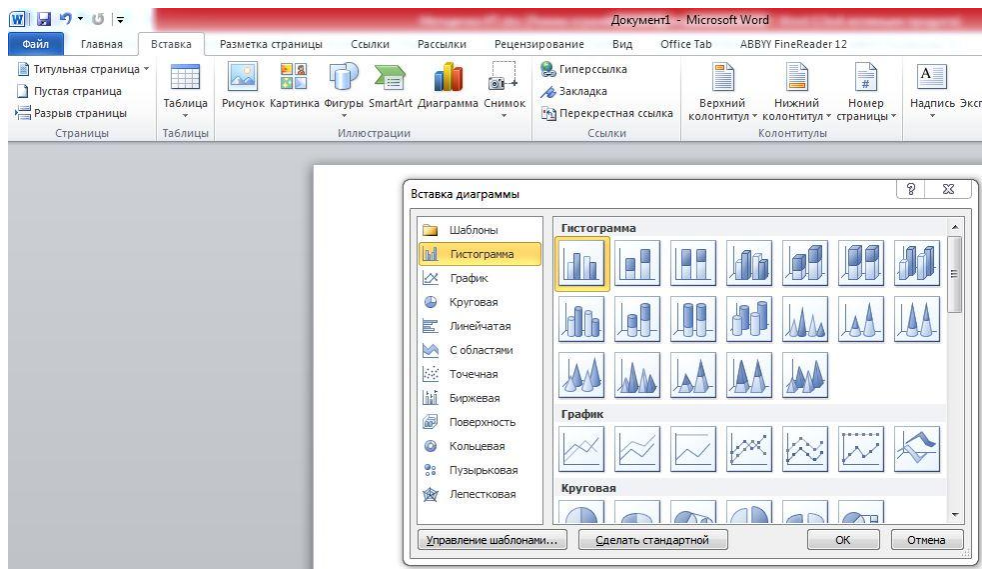 Документ1 - Microsoft Word
Файл Главная Вставка Разметка страницы Ссылки Рассылки Рецензирование Вид Office Tab ABBYY FineReader 12
Титульная страница
Пустая страница
Разрыв страницы
Страницы
Таблица
Таблицы
Рисунок Картинка Фигуры SmartArt Диаграмма Снимок
Иллюстрации
Гиперссылка
Закладка
Перекрестная ссылка
Ссылки
Верхний колонтитул
Нижний колонтитул
Номер страницы
Колонтитулы
Надпись Эксп
Вставка диаграммы
Шаблоны
Гистограмма
График
Круговая
Линейчатая
С областями
Точечная
Биржевая
Поверхность
Кольцевая
Пузырьковая
Лепестковая
Гистограмма
График
Круговая
Управление шаблонами... Сделать стандартной ОК Отмена